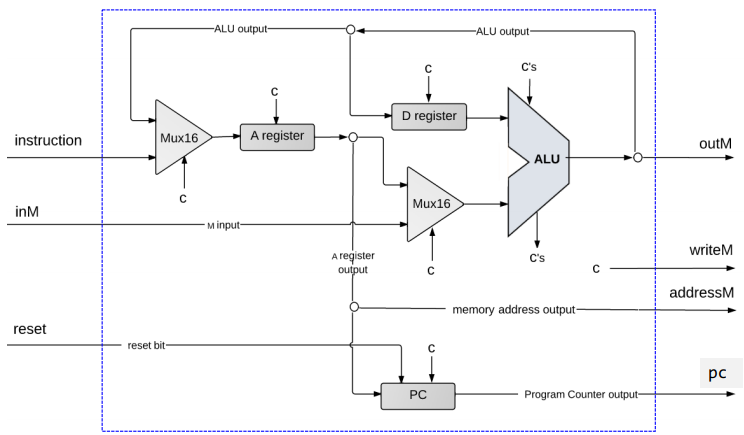 ALU output
ALU output
c
c's
c
D register
instruction
Mux16
A register
ALU
outM
c
Mux16
inM
M input
c's
writeM
A register
output
c
c
addressM
memory address output
reset
reset bit
c
pc
PC
Program Counter output